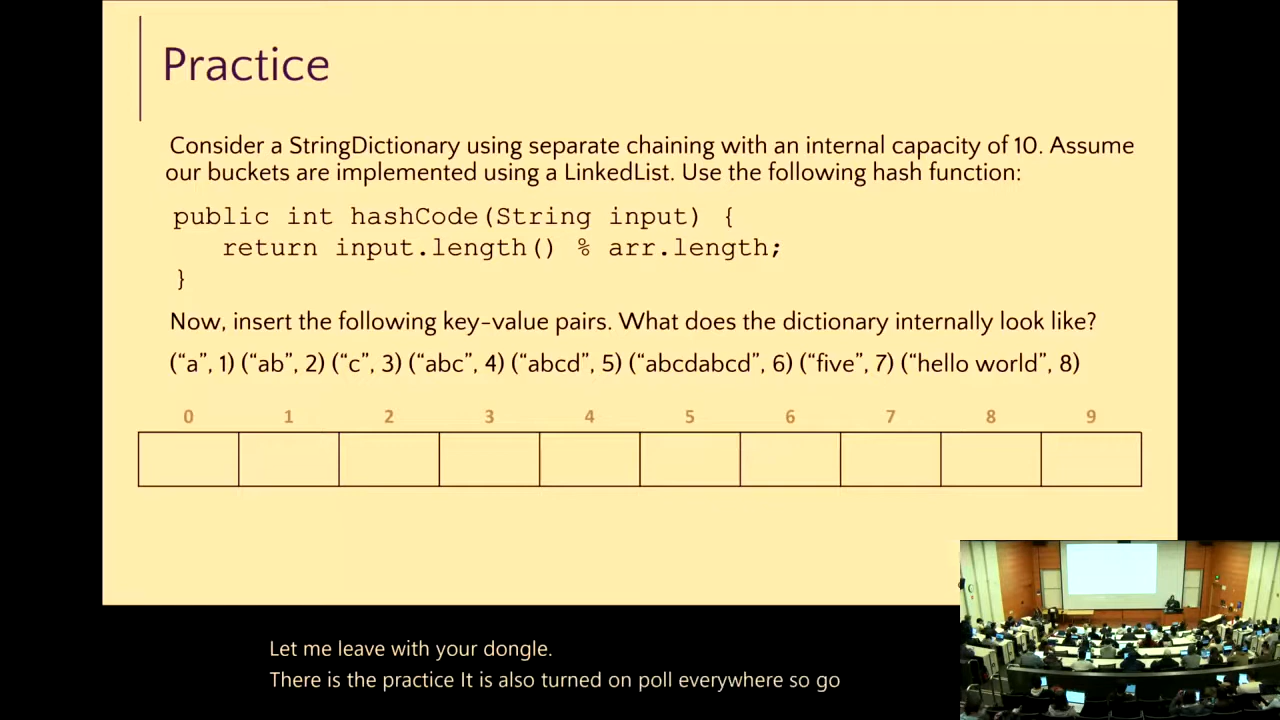 Practice
Consider a StringDictionary using separate chaining with an internal capacity of 10. Assume
our buckets are implemented using a LinkedList. Use the following hash function:
public int hashCode(String input) {
return input.length() % arr.length;
}
Now, insert the following key-value pairs. What does the dictionary internally look like?
(“a”, 1) (“ab”, 2) (“c”, 3) (“abc”, 4) (“abcd”, 5) (“abcdabcd”, 6) (“five”, 7) (“hello world”, 8)
0 1 2 3 4 5 6 7 8 9
Let me leave with your dongle.
There is the practice It is also turned on poll everywhere so go